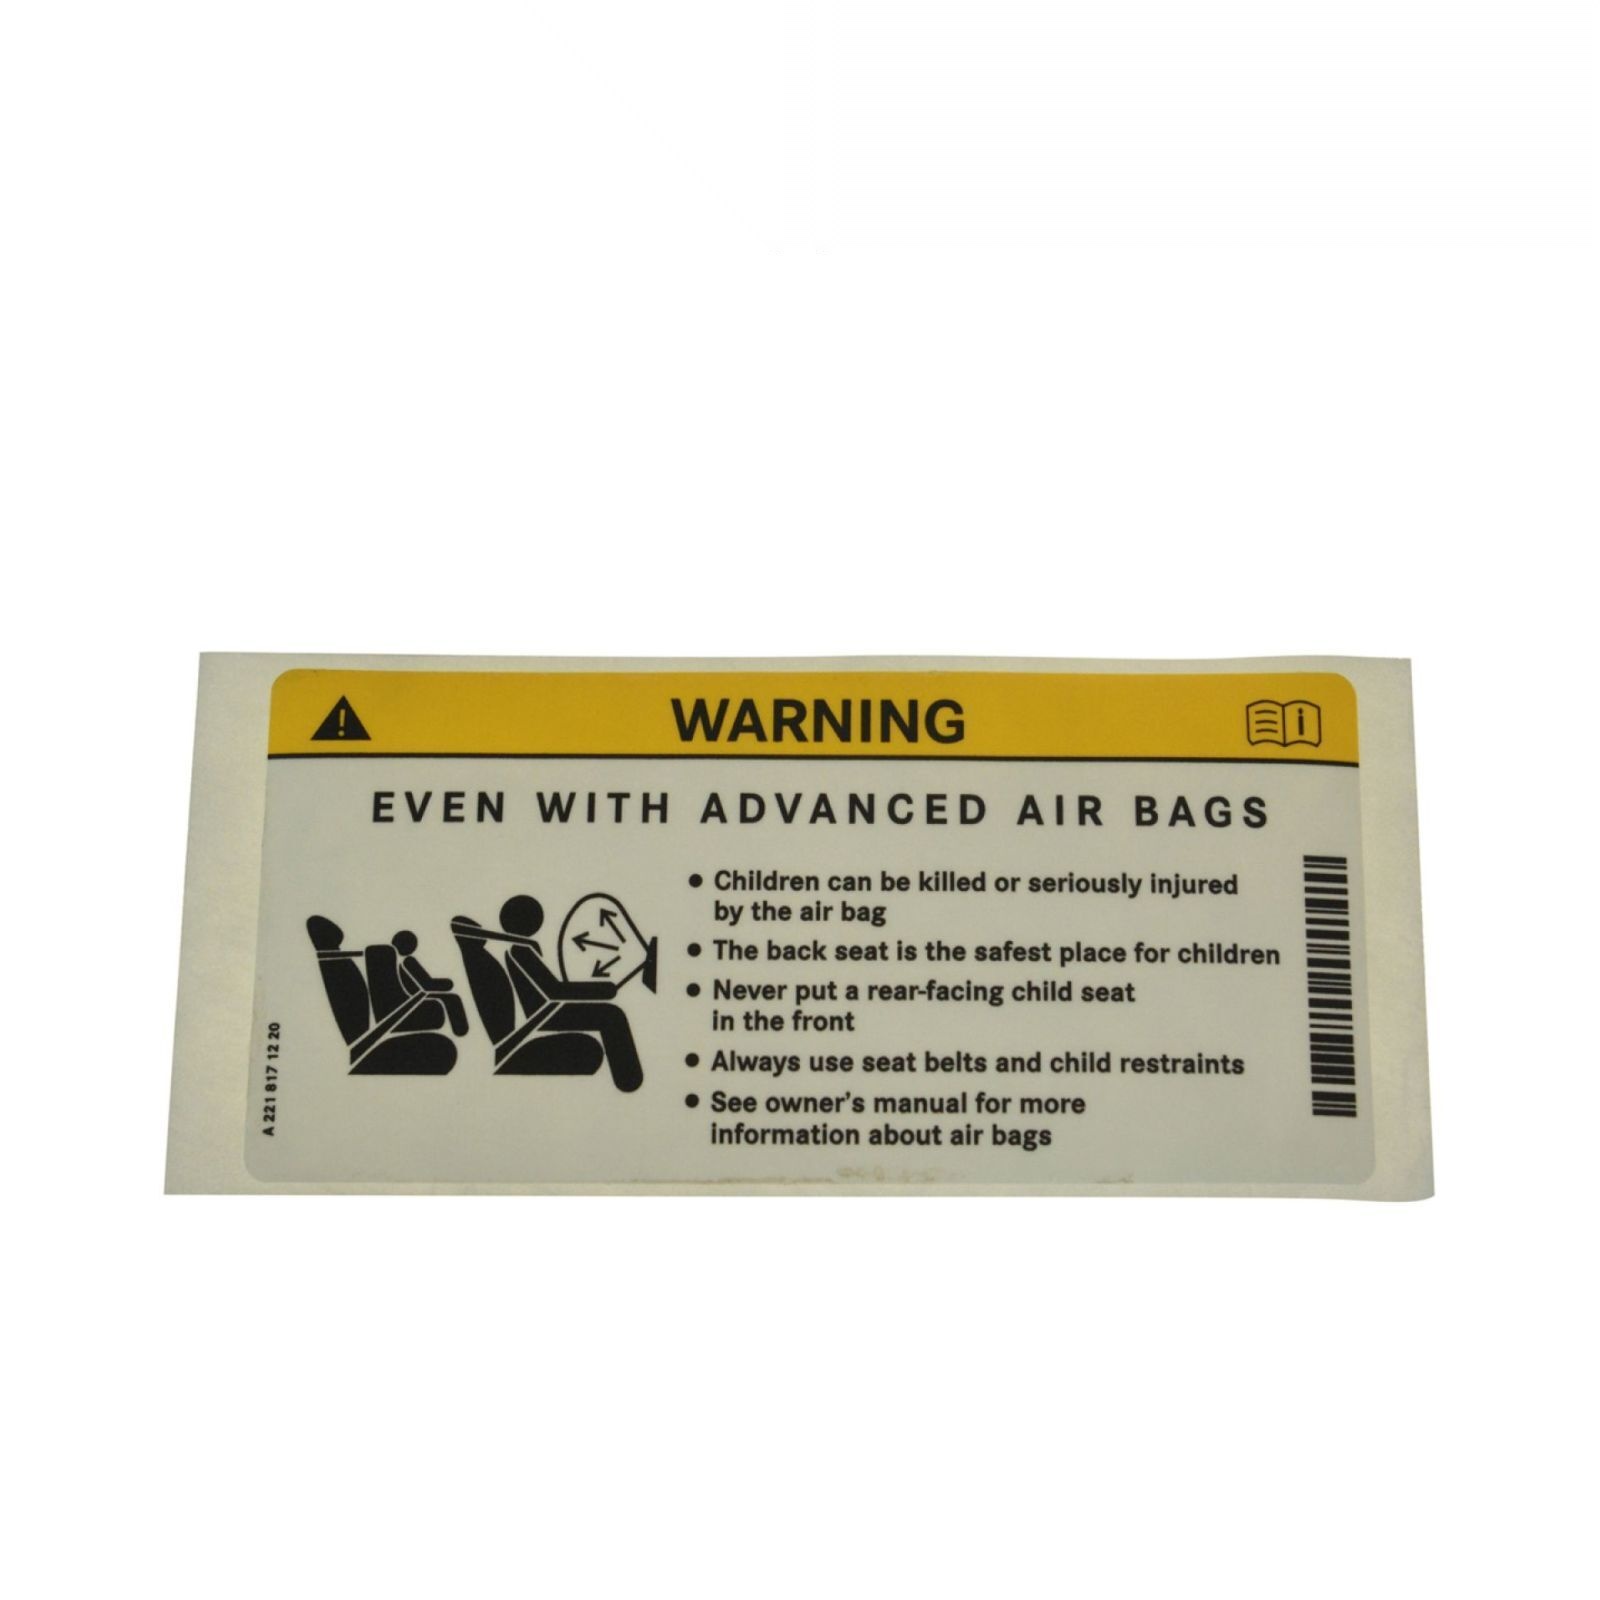 WARNING
EVEN WITH ADVANCED AIR BAGS
• Children can be killed or seriously injured
by the air bag
• The back seat is the safest place for children
• Never put a rear-facing child seat
in the front
• Always use seat belts and child restraints
• See owner's manual for more
information about air bags
A 221 817 12 20